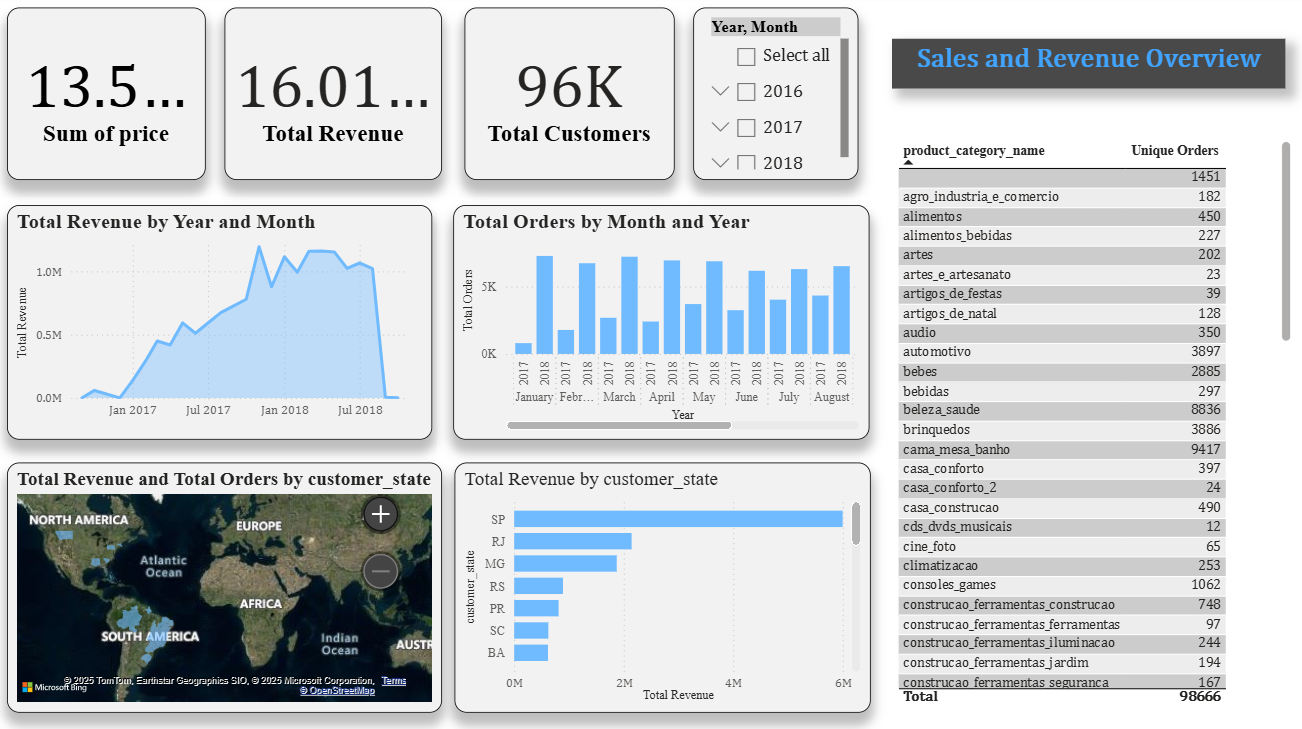 13.5...
Sum of price
16.01...
Total Revenue
96K
Total Customers
Year, Month
Select all
2016
2017
2018
Sales and Revenue Overview
Total Revenue by Year and Month
Total Revenue
1.0M
0.5M
0.0M
Jan 2017 Jul 2017 Jan 2018 Jul 2018
Total Orders by Month and Year
Total Orders
5K
0K
2017 2018 2017 2018 2017 2018 2017 2018 2017 2018 2017 2018 2017 2018 2017 2018
January Febr... March April May June July August
Year
Total Revenue and Total Orders by customer_state
NORTH AMERICA
EUROPE
Atlantic
Ocean
AFRICA
SOUTH AMERICA
Indian
Ocean
AUSTR
Microsoft Bing
© 2025 TomTom, Earthstar Geographics SIO, © 2025 Microsoft Corporation, Terms
© OpenStreetMap
Total Revenue by customer_state
customer_state
SP
RJ
MG
RS
PR
SC
BA
0M 2M 4M 6M
Total Revenue
product_category_name Unique Orders
1451
agro_industria_e_comercio 182
alimentos 450
alimentos_bebidas 227
artes 202
artes_e_artesanato 23
artigos_de_festas 39
artigos_de_natal 128
audio 350
automotivo 3897
bebes 2885
bebidas 297
beleza_saude 8836
brinquedos 3886
cama_mesa_banho 9417
casa_conforto 397
casa_conforto_2 24
casa_construcao 490
cds_dvds_musicais 12
cine_foto 65
climatizacao 253
consoles_games 1062
construcao_ferramentas_construcao 748
construcao_ferramentas_ferramentas 97
construcao_ferramentas_iluminacao 244
construcao_ferramentas_jardim 194
construcao_ferramentas_seguranca 167
Total 98666